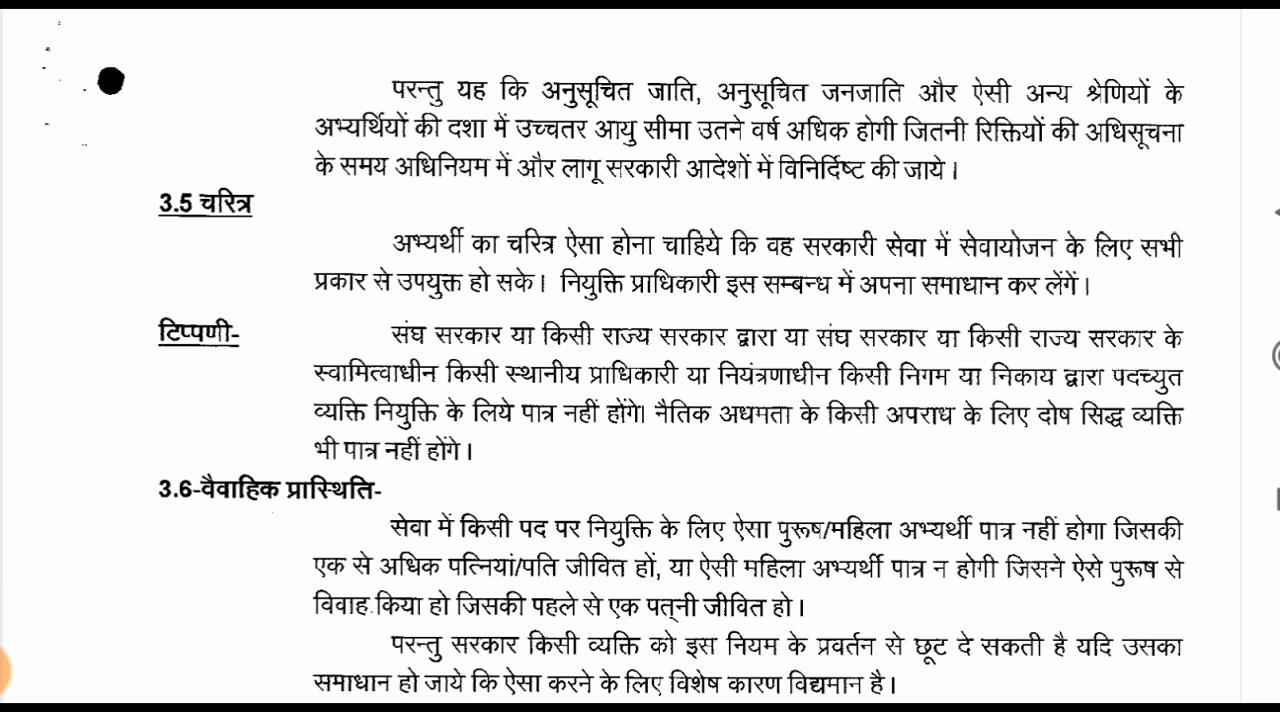 परन्तु यह कि अनुसूचित जाति, अनुसूचित जनजाति और ऐसी अन्य श्रेणियों के
अभ्यर्थियों की दशा में उच्चतर आयु सीमा उतने वर्ष अधिक होगी जितनी रिक्तियों की अधिसूचना
के समय अधिनियम में और लागू सरकारी आदेशों में विनिर्दिष्ट की जाये।
3.5 चरित्र
अभ्यर्थी का चरित्र ऐसा होना चाहिये कि वह सरकारी सेवा में सेवायोजन के लिए सभी
प्रकार से उपयुक्त हो सके। नियुक्ति प्राधिकारी इस सम्बन्ध में अपना समाधान कर लेंगें।
टिप्पणी- संघ सरकार या किसी राज्य सरकार द्वारा या संघ सरकार या किसी राज्य सरकार के
स्वामित्वाधीन किसी स्थानीय प्राधिकारी या नियंत्रणाधीन किसी निगम या निकाय द्वारा पदच्युत
व्यक्ति नियुक्ति के लिये पात्र नहीं होंगे। नैतिक अधमता के किसी अपराध के लिए दोष सिद्ध व्यक्ति
भी पात्र नहीं होंगे।
3.6-वैवाहिक प्रास्थिति-
सेवा में किसी पद पर नियुक्ति के लिए ऐसा पुरूष/महिला अभ्यर्थी पात्र नहीं होगा जिसकी
एक से अधिक पत्नियां/पति जीवित हों, या ऐसी महिला अभ्यर्थी पात्र न होगी जिसने ऐसे पुरूष से
विवाह किया हो जिसकी पहले से एक पत्‌नी जीवित हो।
परन्तु सरकार किसी व्यक्ति को इस नियम के प्रवर्तन से छूट दे सकती है यदि उसका
समाधान हो जाये कि ऐसा करने के लिए विशेष कारण विद्यमान है।